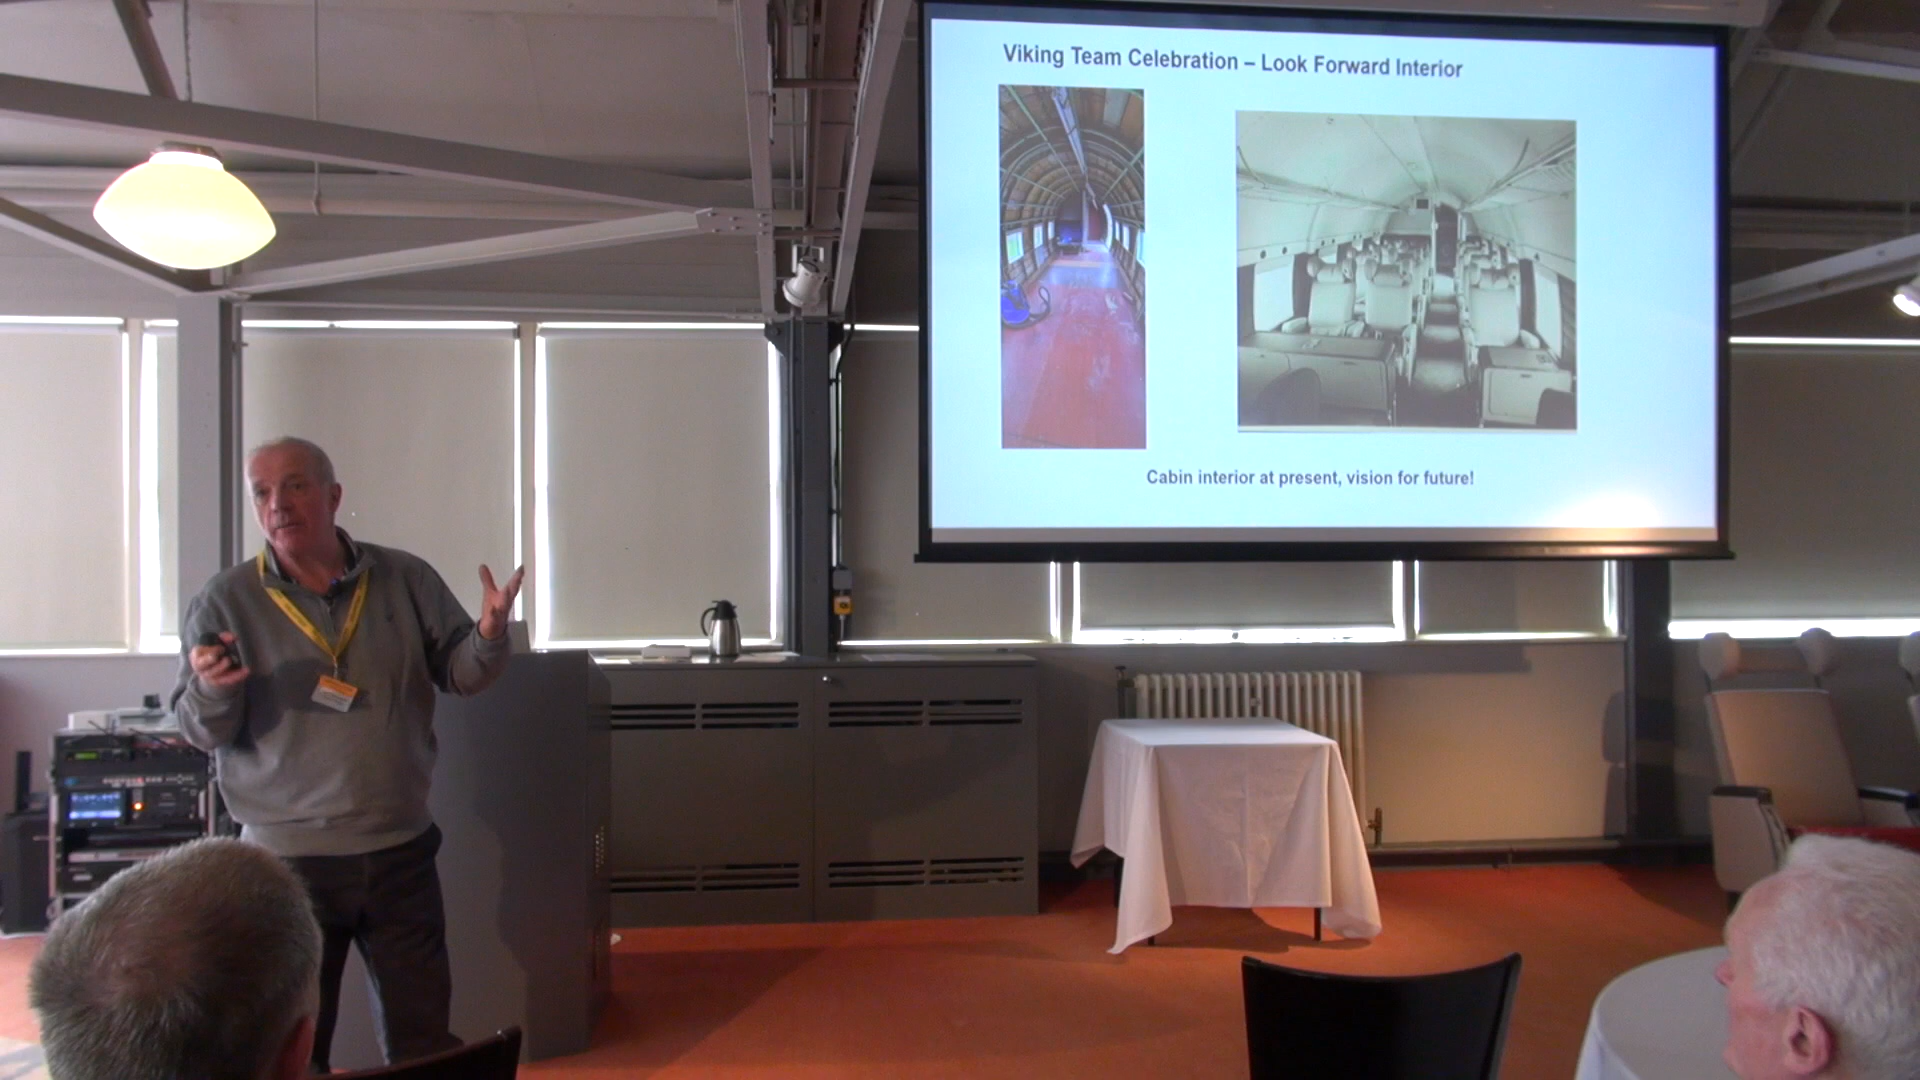 Viking Team Celebration – Look Forward Interior
Cabin interior at present, vision for future!